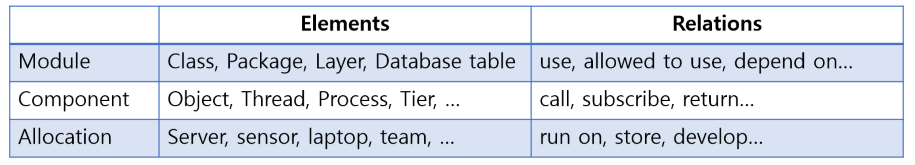 Elements Relations
Module Class, Package, Layer, Database table use, allowed to use, depend on...
Component Object, Thread, Process, Tier, ... call, subscribe, return...
Allocation Server, sensor, laptop, team, ... run on, store, develop...